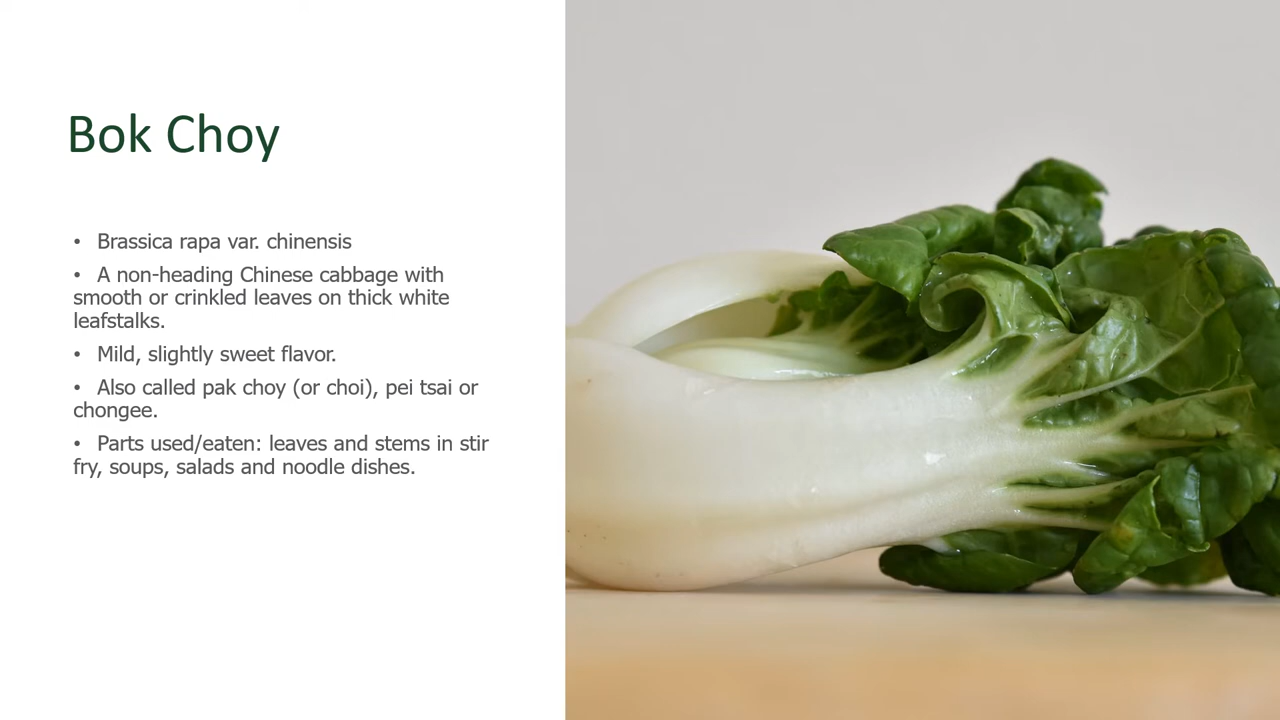 Bok Choy
• Brassica rapa var. chinensis
• A non-heading Chinese cabbage with
smooth or crinkled leaves on thick white
leafstalks.
• Mild, slightly sweet flavor.
• Also called pak choy (or choi), pei tsai or
chongee.
• Parts used/eaten: leaves and stems in stir
fry, soups, salads and noodle dishes.